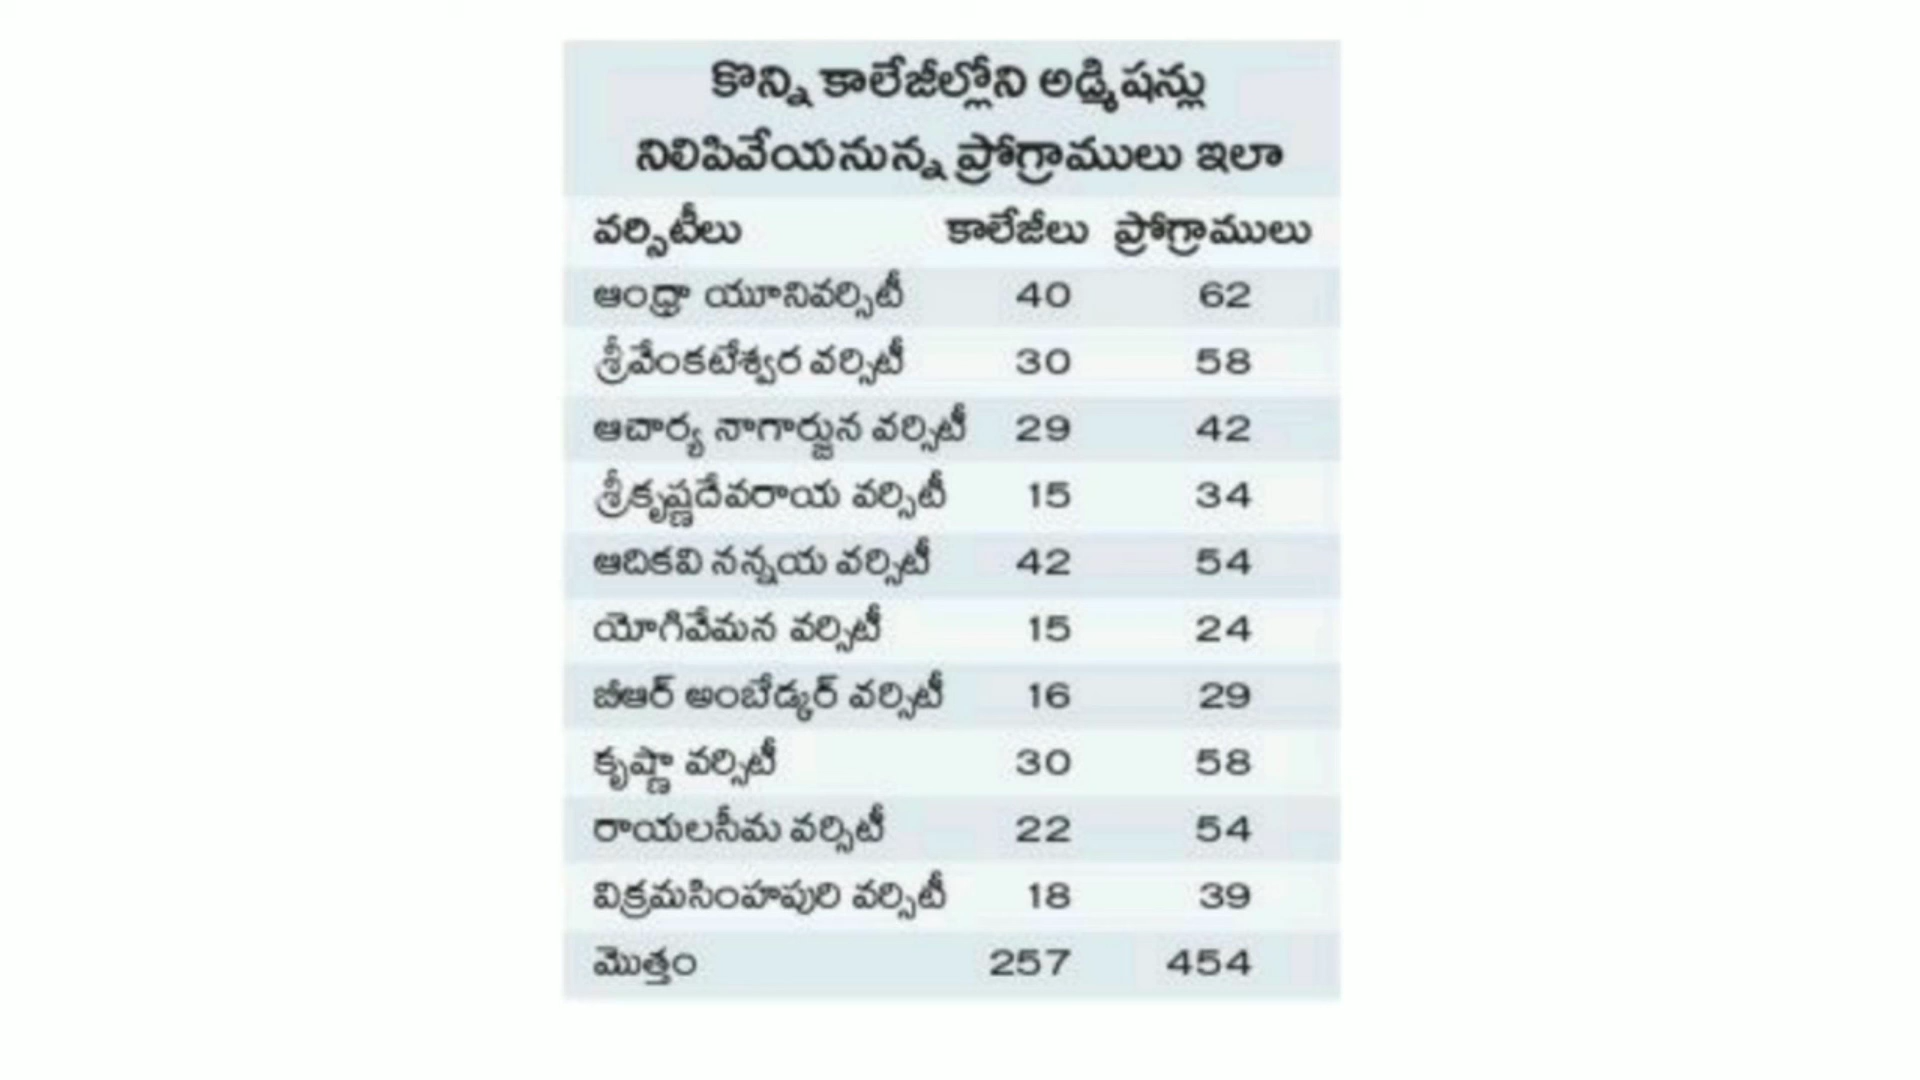 కొన్ని కాలేజీల్లోని అడ్మిషన్లు
నిలిపివేయనున్న ప్రోగ్రాములు ఇలా
వర్సిటీలు కాలేజీలు ప్రోగ్రాములు
ఆంధ్రా యూనివర్సిటీ 40 62
శ్రీవేంకటేశ్వర వర్సిటీ 30 58
ఆచార్య నాగార్జున వర్సిటీ 29 42
శ్రీకృష్ణదేవరాయ వర్సిటీ 15 34
ఆదికవి నన్నయ వర్సిటీ 42 54
యోగివేమన వర్సిటీ 15 24
బీఆర్ అంబేడ్కర్ వర్సిటీ 16 29
కృష్ణా వర్సిటీ 30 58
రాయలసీమ వర్సిటీ 22 54
విక్రమసింహపురి వర్సిటీ 18 39
మొత్తం 257 454